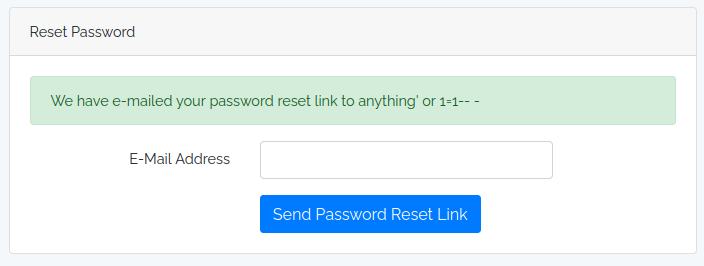 Reset Password
We have e-mailed your password reset link to anything' or 1=1-- -
E-Mail Address
Send Password Reset Link